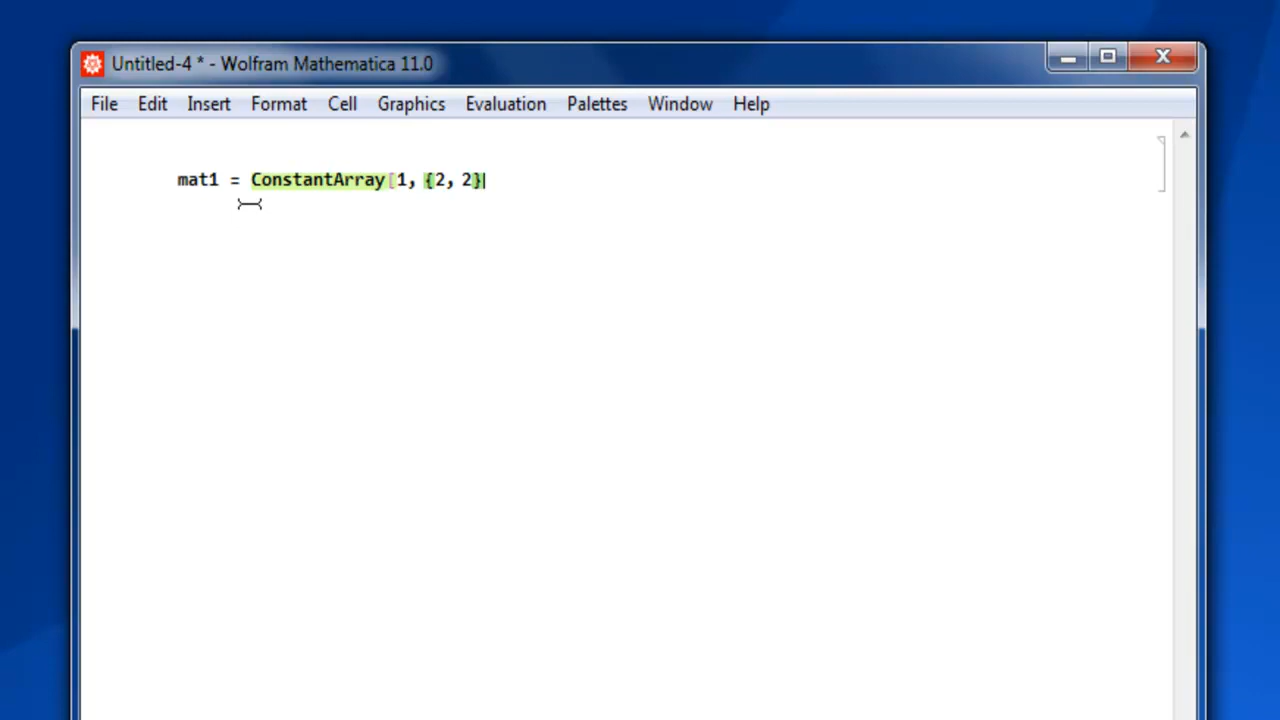 Untitled-4 * - Wolfram Mathematica 11.0
File Edit Insert Format Cell Graphics Evaluation Palettes Window Help
mat1 = ConstantArray[1, {2, 2}